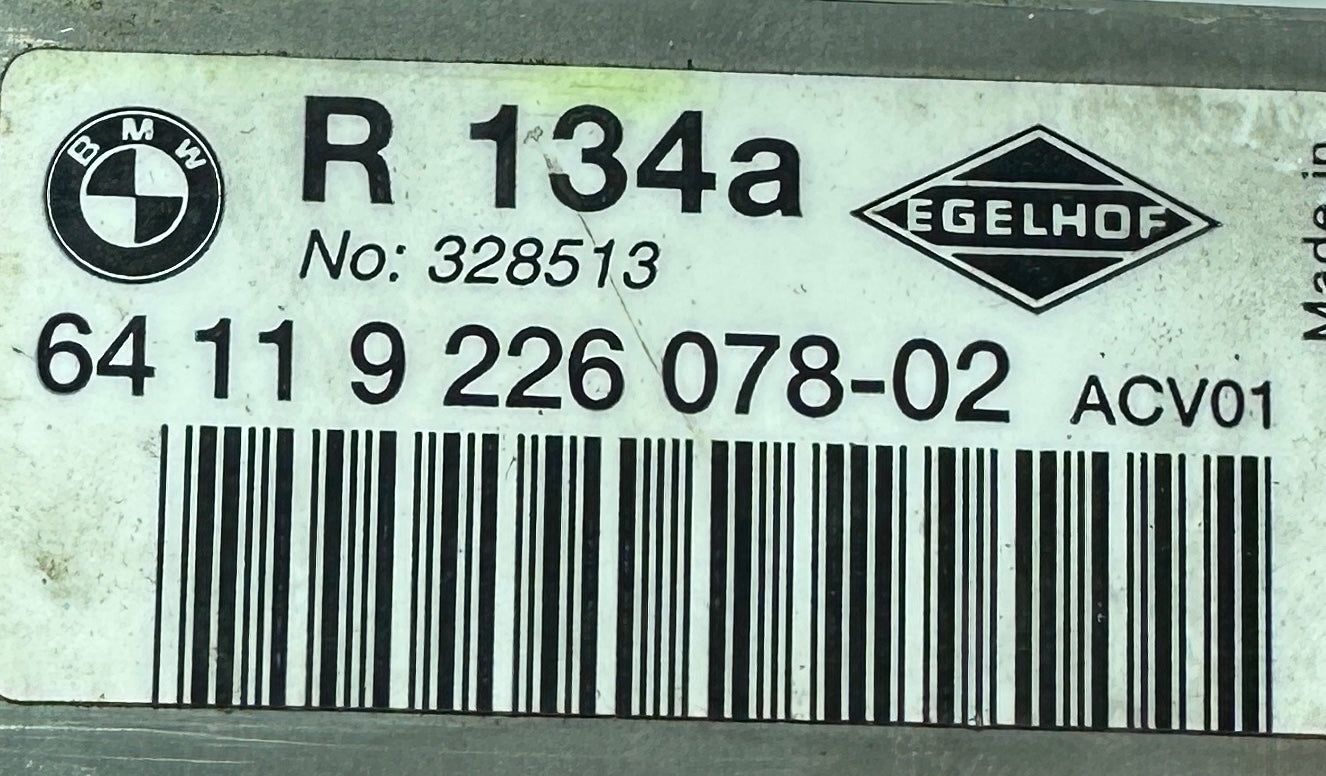 BMW
R 134a
EGELHOF
No: 328513
64 11 9 226 078-02 ACV01
Made in